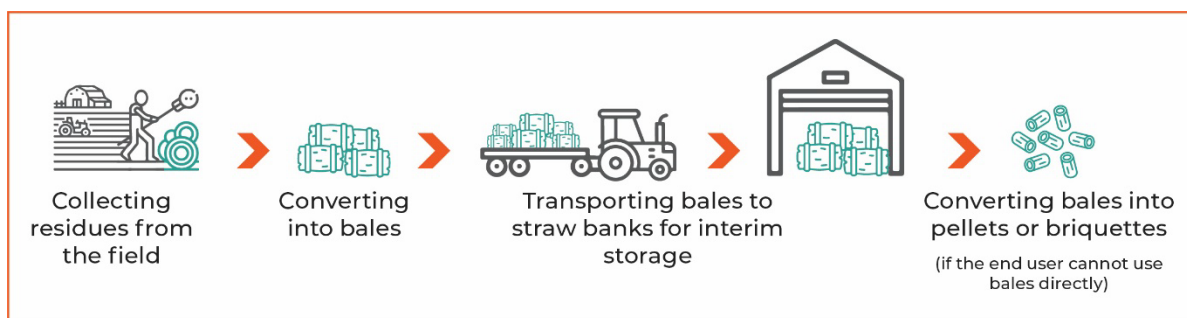 Collecting
residues from
the field
Converting
into bales
Transporting bales to
straw banks for interim
storage
Converting bales into
pellets or briquettes
(if the end user cannot use
bales directly)